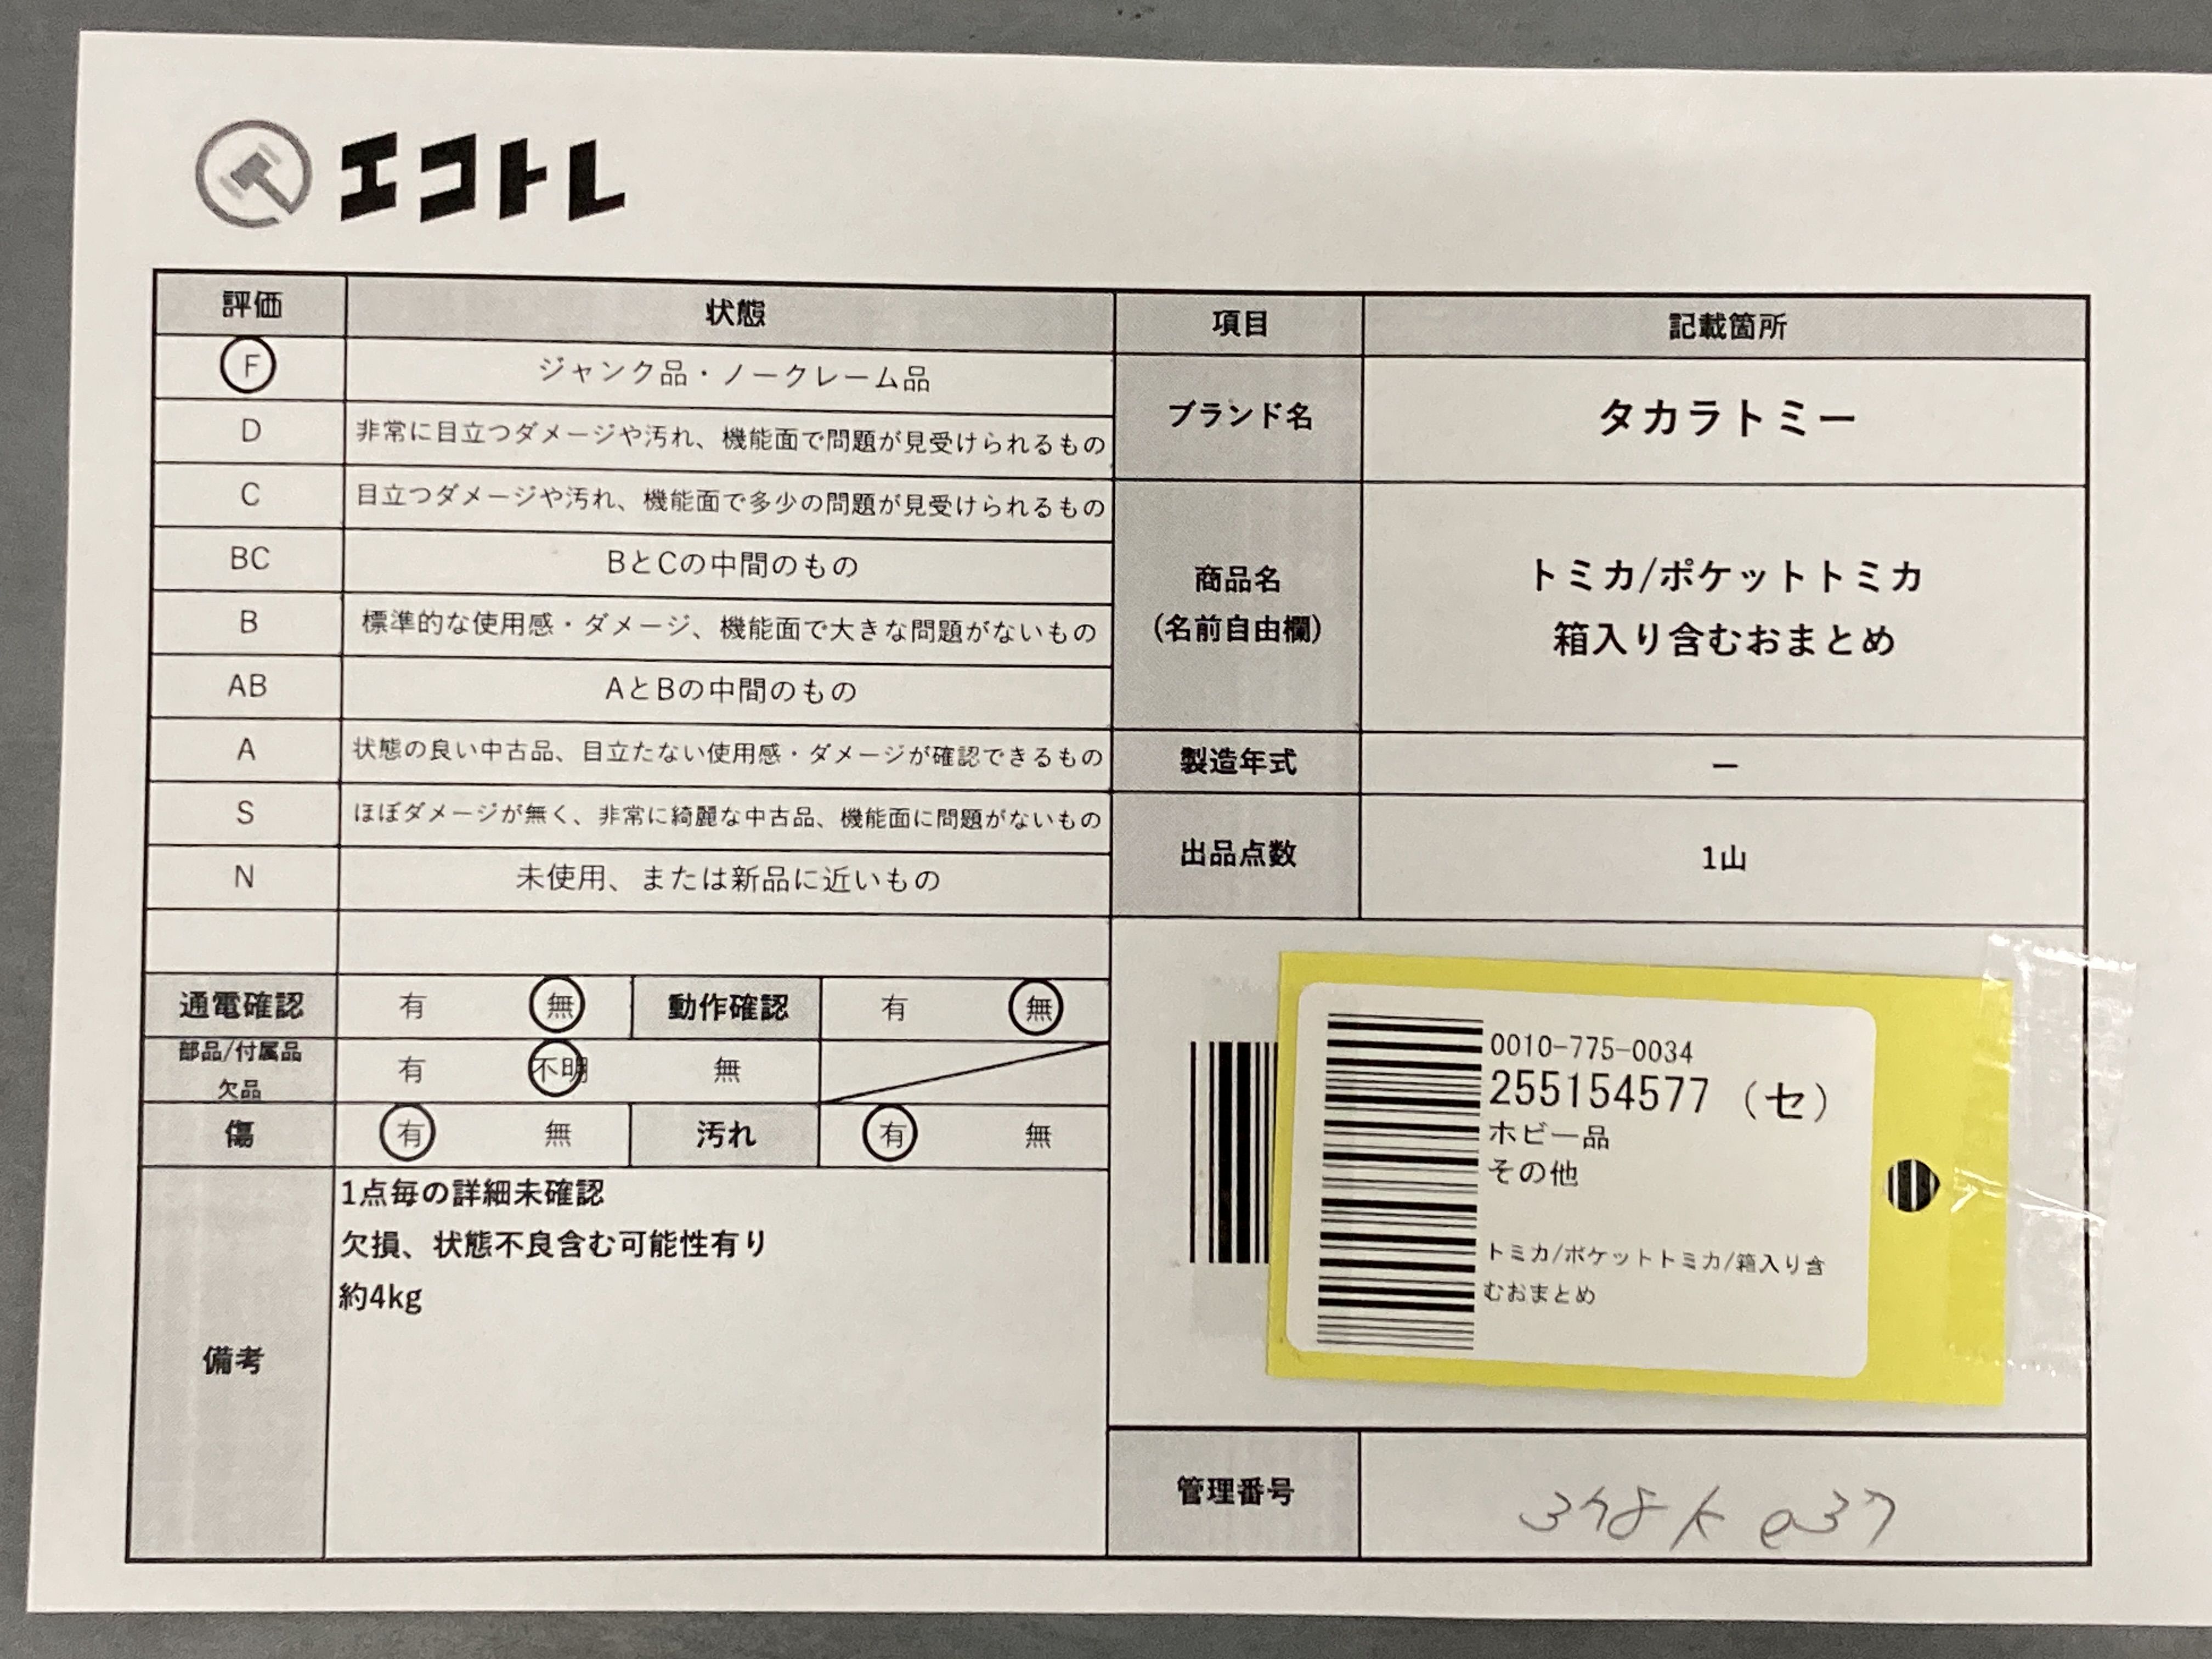 エコトレ
評価 状態
F ジャンク品・ノークレーム品
D 非常に目立つダメージや汚れ、機能面で問題が見受けられるもの
C 目立つダメージや汚れ、機能面で多少の問題が見受けられるもの
BC BとCの中間のもの
B 標準的な使用感・ダメージ、機能面で大きな問題がないもの
AB AとBの中間のもの
A 状態の良い中古品、目立たない使用感・ダメージが確認できるもの
S ほぼダメージが無く、非常に綺麗な中古品、機能面に問題がないもの
N 未使用、または新品に近いもの
通電確認 有 無 動作確認 有 無
部品/付属品
欠品 有 不明 無
傷 有 無 汚れ 有 無
備考
1点毎の詳細未確認
欠損、状態不良含む可能性有り
約4kg
項目 記載箇所
ブランド名 タカラトミー
商品名
(名前自由欄)
トミカ/ポケットトミカ
箱入り含むおまとめ
製造年式 ー
出品点数 1山
0010-775-0034
255154577 (セ)
ホビー品
その他
トミカ/ポケットトミカ/箱入り含
むおまとめ
管理番号